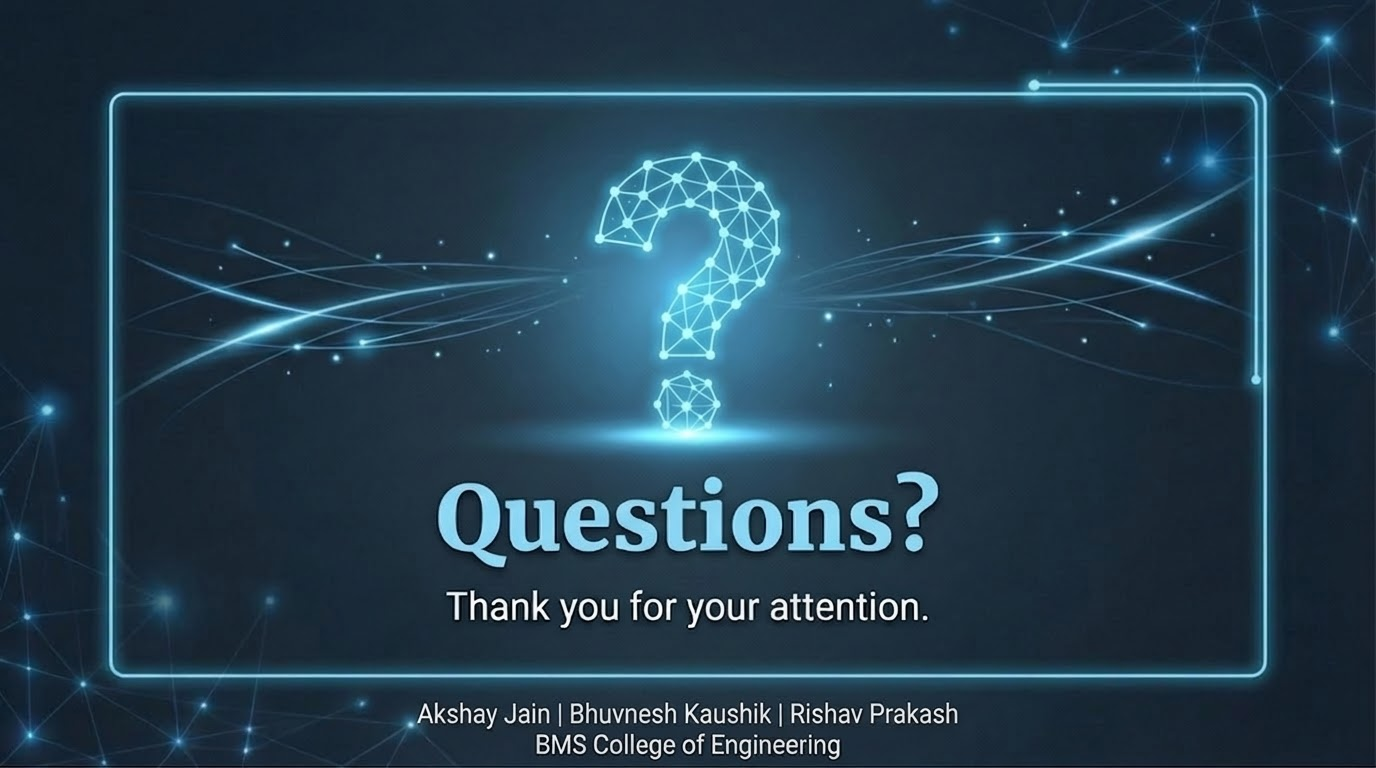 Questions?
Thank you for your attention.
Akshay Jain | Bhuvnesh Kaushik | Rishav Prakash
BMS College of Engineering